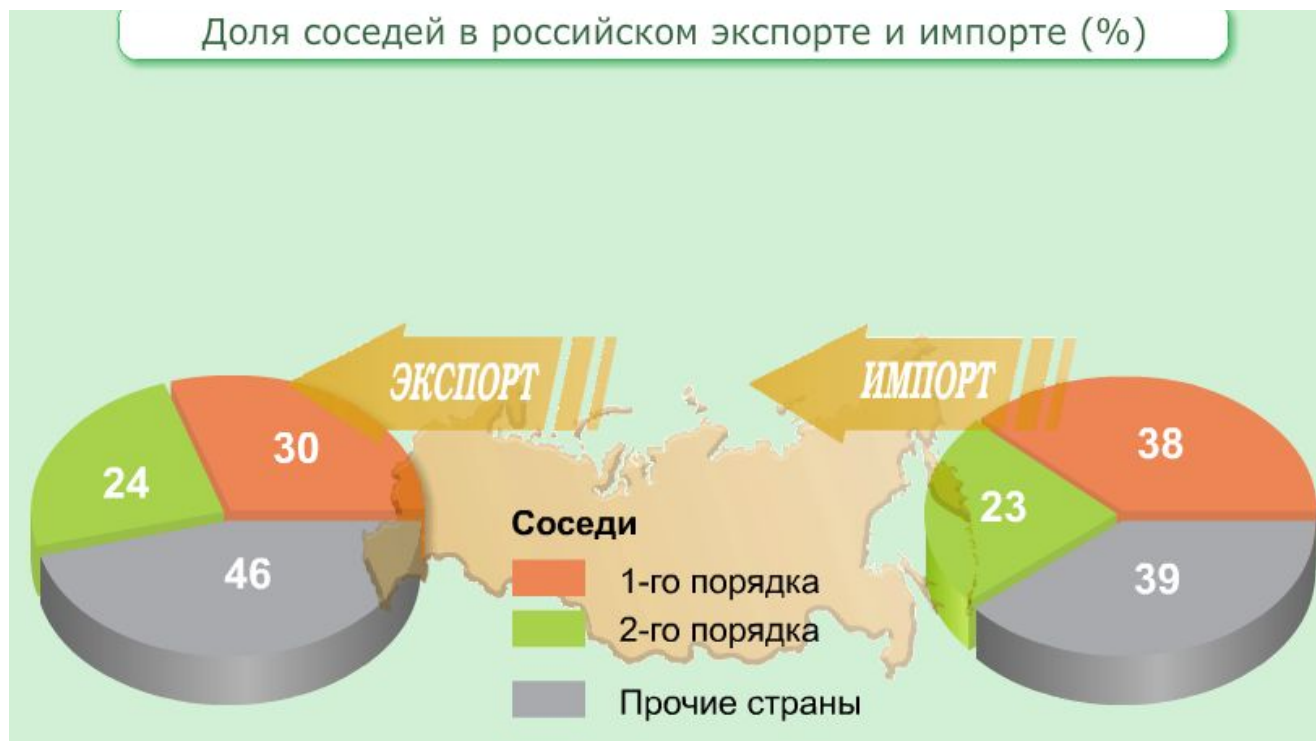 Доля соседей в российском экспорте и импорте (%)
ЭКСПОРТ
ИМПОРТ
30
24
46
38
23
39
Соседи
1-го порядка
2-го порядка
Прочие страны